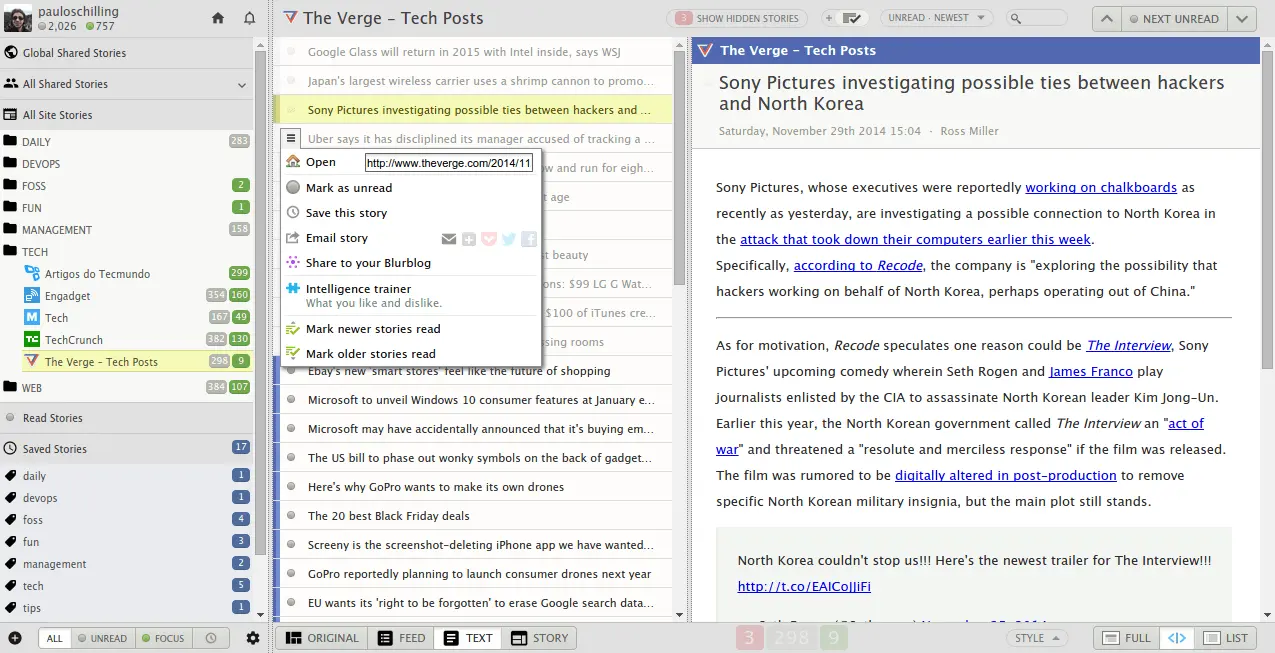 pauloschilling
2,026 757
Global Shared Stories
All Shared Stories
All Site Stories
DAILY 283
DEVOPS
FOSS 2
FUN 1
MANAGEMENT 158
TECH
Artigos do Tecmundo 299
Engadget 354 160
Tech 167 49
TechCrunch 382 130
The Verge - Tech Posts 298 9
WEB 384 107
Read Stories
Saved Stories 17
daily 1
devops 1
foss 4
fun 3
management 2
tech 5
tips 1
ALL UNREAD FOCUS
The Verge – Tech Posts
3 SHOW HIDDEN STORIES
UNREAD · NEWEST
NEXT UNREAD
Google Glass will return in 2015 with Intel inside, says WSJ
Japan's largest wireless carrier uses a shrimp cannon to promo...
Sony Pictures investigating possible ties between hackers and ...
Uber says it has disciplined its manager accused of tracking a ...
Open http://www.theverge.com/2014/11
Mark as unread
Save this story
Email story
Share to your Blurblog
Intelligence trainer
What you like and dislike.
Mark newer stories read
Mark older stories read
ow and run for eigh...
t age
t beauty
ons: $99 LG G Wat...
$100 of iTunes cre...
ssing rooms
Ebay's new 'smart stores' feel like the future of shopping
Microsoft to unveil Windows 10 consumer features at January e...
Microsoft may have accidentally announced that it's buying em...
The US bill to phase out wonky symbols on the back of gadget...
Here's why GoPro wants to make its own drones
The 20 best Black Friday deals
Screeny is the screenshot-deleting iPhone app we have wanted...
GoPro reportedly planning to launch consumer drones next year
EU wants its 'right to be forgotten' to erase Google search data...
ORIGINAL FEED TEXT STORY
The Verge – Tech Posts
Sony Pictures investigating possible ties between hackers
and North Korea
Saturday, November 29th 2014 15:04 · Ross Miller
Sony Pictures, whose executives were reportedly working on chalkboards as
recently as yesterday, are investigating a possible connection to North Korea in
the attack that took down their computers earlier this week.
Specifically, according to Recode, the company is "exploring the possibility that
hackers working on behalf of North Korea, perhaps operating out of China."
As for motivation, Recode speculates one reason could be The Interview, Sony
Pictures' upcoming comedy wherein Seth Rogen and James Franco play
journalists enlisted by the CIA to assassinate North Korean leader Kim Jong-Un.
Earlier this year, the North Korean government called The Interview an "act of
war" and threatened a "resolute and merciless response" if the film was released.
The film was rumored to be digitally altered in post-production to remove
specific North Korean military insignia, but the main plot still stands.
North Korea couldn't stop us!!! Here's the newest trailer for The Interview!!!
http://t.co/EAICoJJiFi
3 298 9
STYLE
FULL LIST